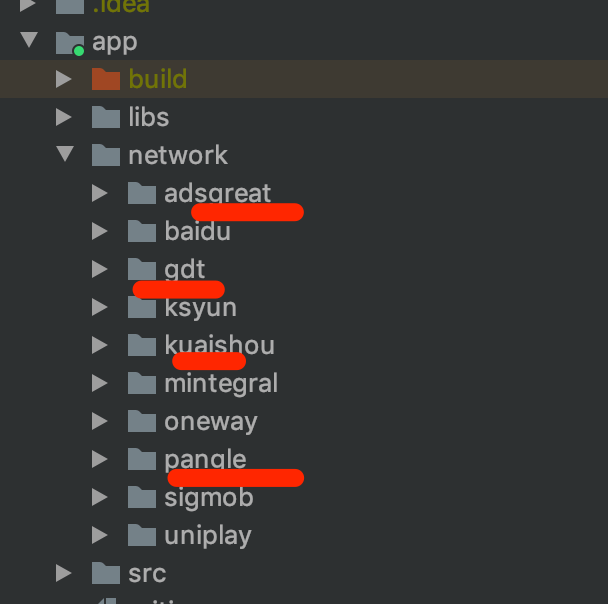 .idea
app
build
libs
network
adsgreat
baidu
gdt
ksyun
kuaishou
mintegral
oneway
pangle
sigmob
uniplay
src